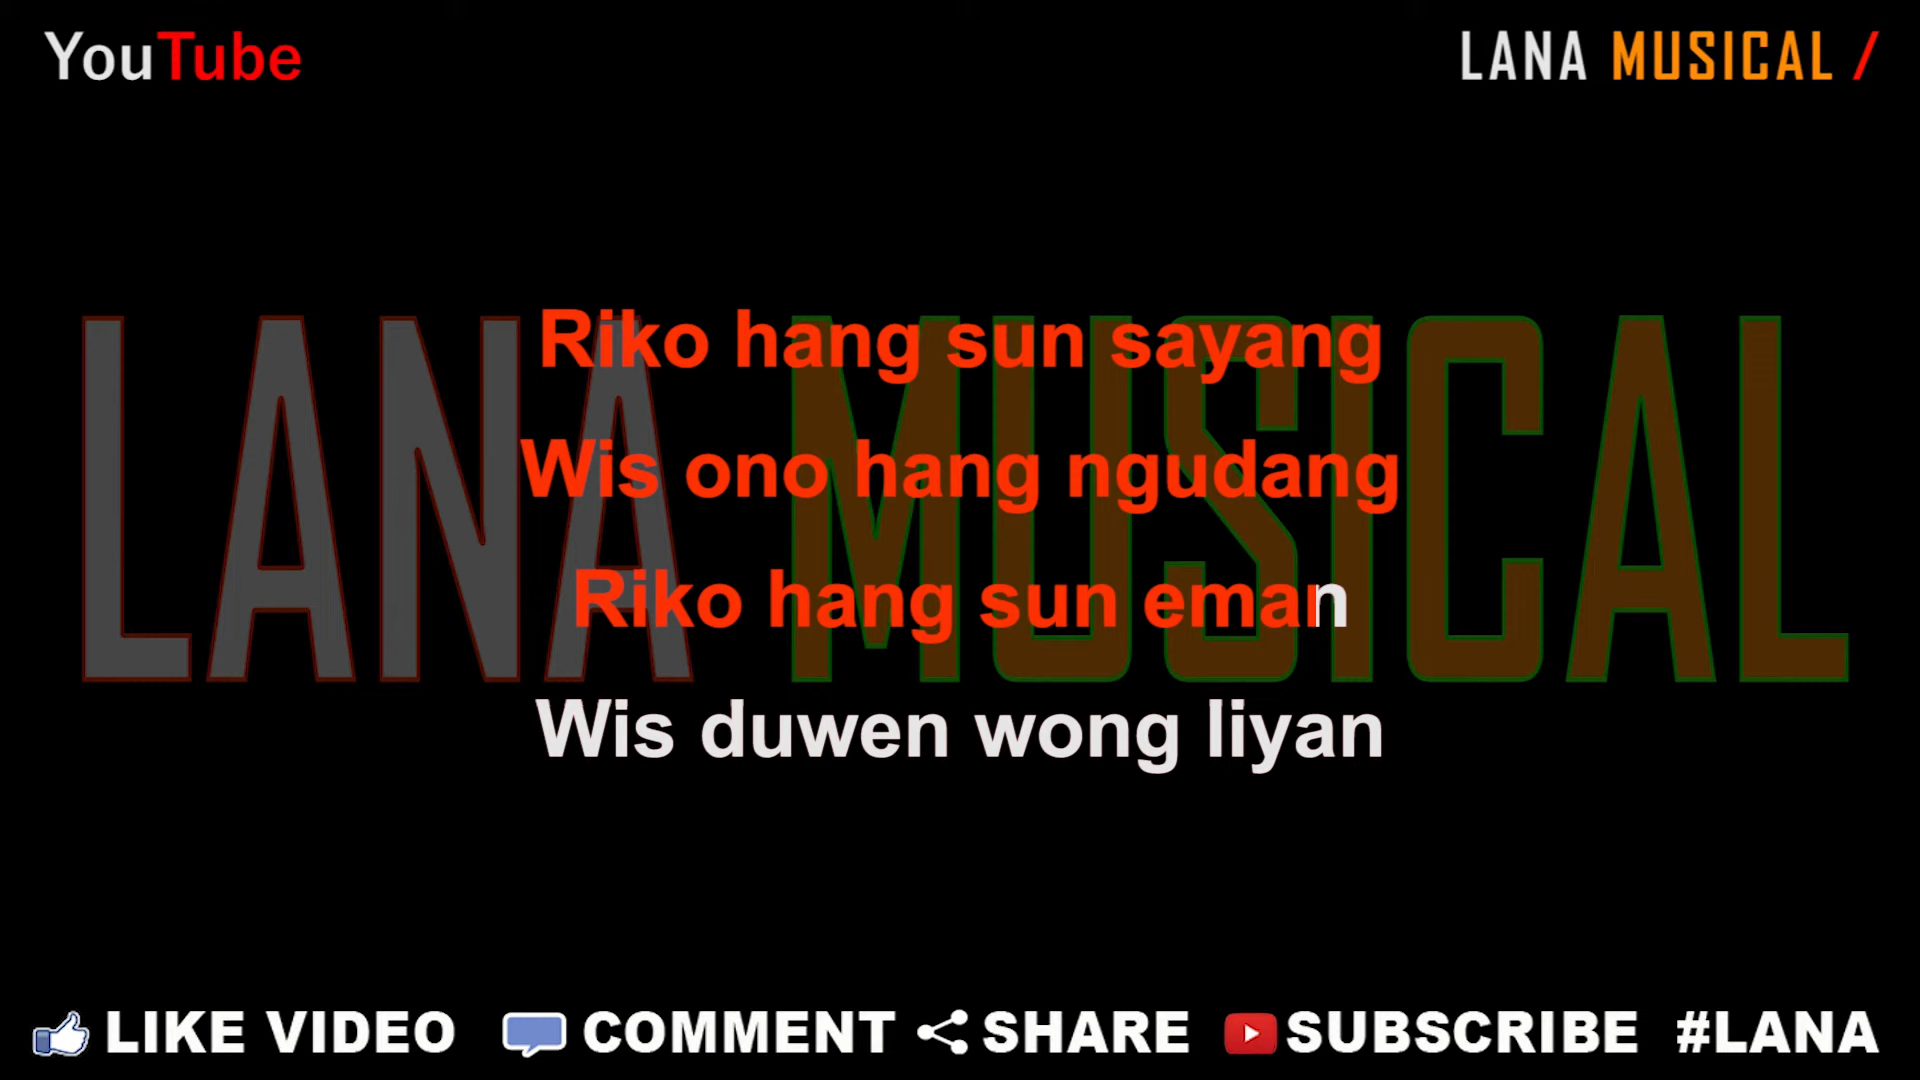 YouTube
LANA MUSICAL /
LANA MUSICAL
Riko hang sun sayang
Wis ono hang ngudang
Riko hang sun eman
Wis duwen wong liyan
LIKE VIDEO COMMENT SHARE SUBSCRIBE #LANA